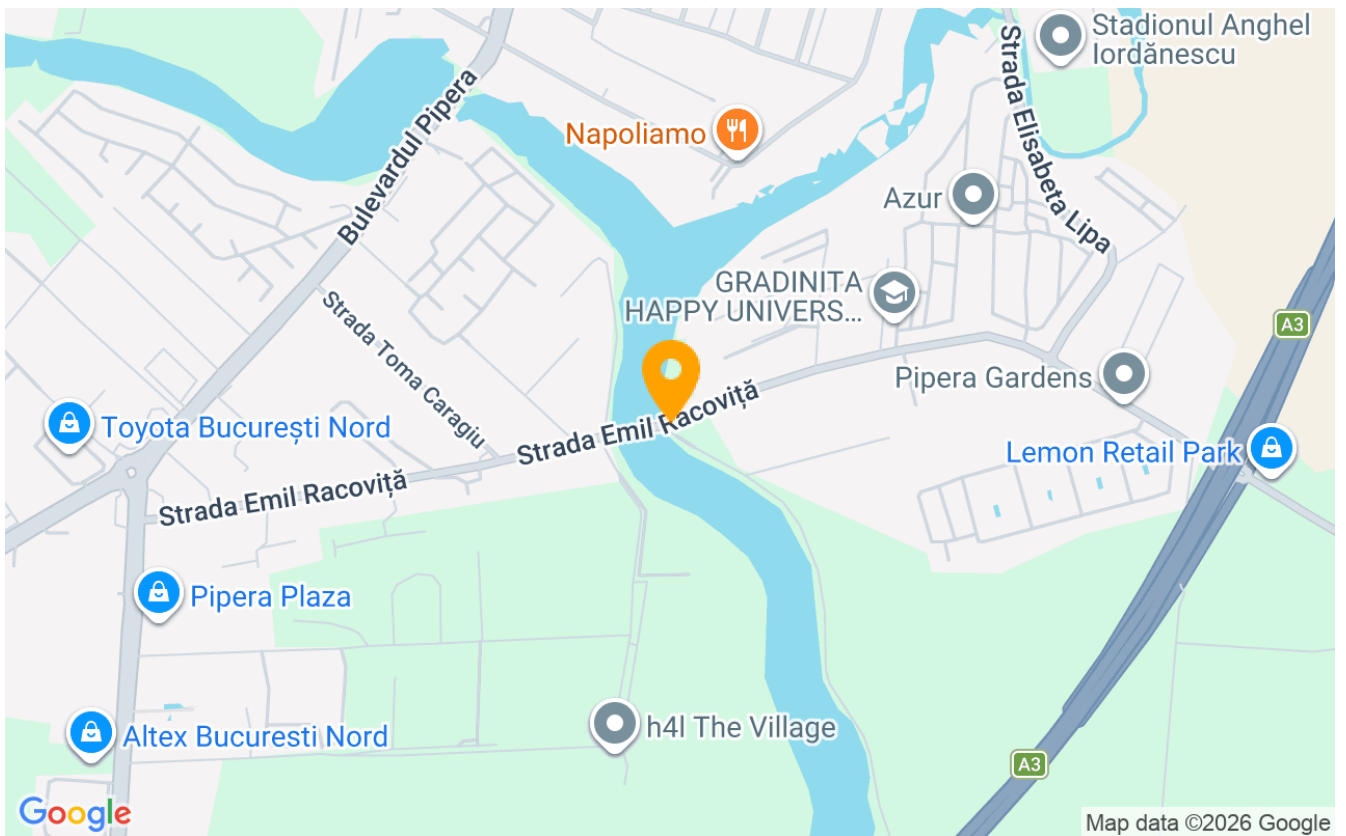 Stadionul Anghel
Iordănescu
Strada Elisabeta Lipa
Bulevardul Pipera
Napoliamo
Azur
GRADINITA
HAPPY UNIVERS...
A3
Strada Toma Caragiu
Pipera Gardens
Toyota București Nord
Strada Emil Racoviță
Lemon Retail Park
Strada Emil Racoviță
Pipera Plaza
h4l The Village
Altex Bucuresti Nord
A3
Google
Map data ©2026 Google